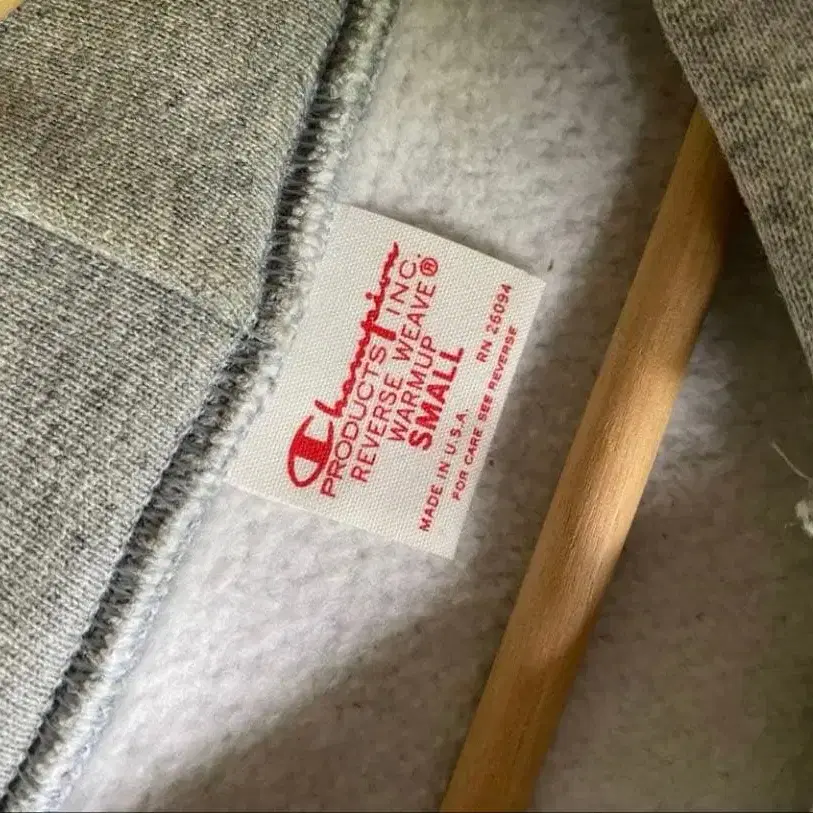 Champion
PRODUCTS INC.
REVERSE WEAVE®
WARMUP
SMALL
MADE IN U.S.A. RN 26094
FOR CARE SEE REVERSE